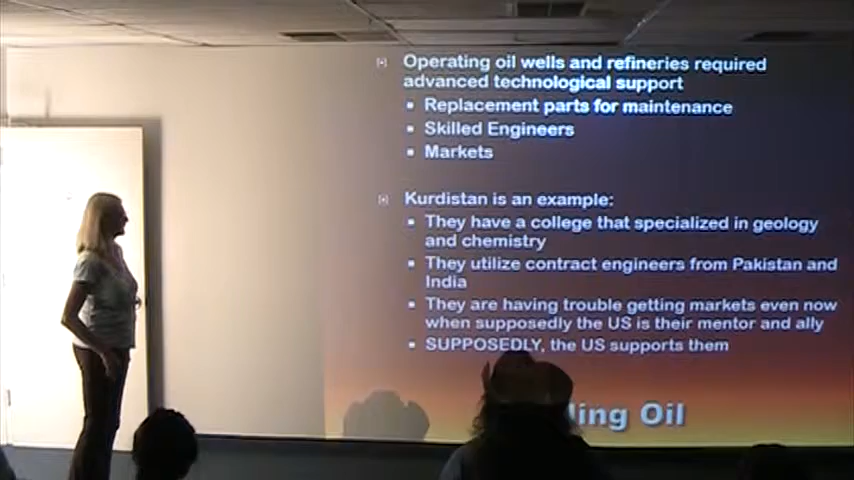 Operating oil wells and refineries required
advanced technological support
Replacement parts for maintenance
Skilled Engineers
Markets
Kurdistan is an example:
They have a college that specialized in geology
and chemistry
They utilize contract engineers from Pakistan and
India
They are having trouble getting markets even now
when supposedly the US is their mentor and ally
SUPPOSEDLY, the US supports them
Oil